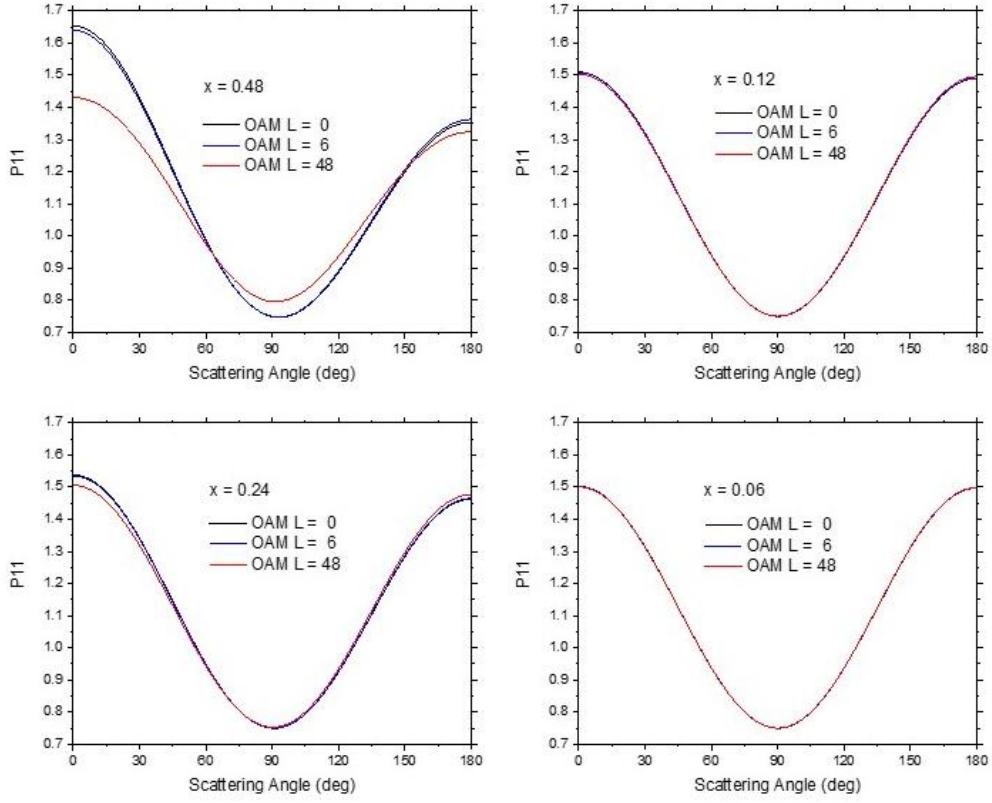 1.7
1.6
1.5
1.4
1.3
1.2
1.1
1.0
0.9
0.8
0.7
P11
x = 0.48
OAM L = 0
OAM L = 6
OAM L = 48
0 30 60 90 120 150 180
Scattering Angle (deg)
1.7
1.6
1.5
1.4
1.3
1.2
1.1
1.0
0.9
0.8
0.7
P11
x = 0.12
OAM L = 0
OAM L = 6
OAM L = 48
0 30 60 90 120 150 180
Scattering Angle (deg)
1.7
1.6
1.5
1.4
1.3
1.2
1.1
1.0
0.9
0.8
0.7
P11
x = 0.24
OAM L = 0
OAM L = 6
OAM L = 48
0 30 60 90 120 150 180
Scattering Angle (deg)
1.7
1.6
1.5
1.4
1.3
1.2
1.1
1.0
0.9
0.8
0.7
P11
x = 0.06
OAM L = 0
OAM L = 6
OAM L = 48
0 30 60 90 120 150 180
Scattering Angle (deg)